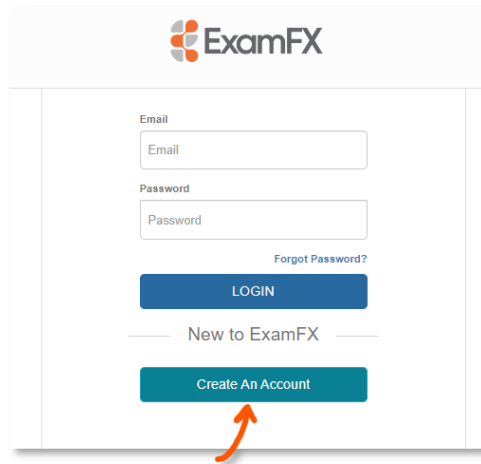 ExamFX
Email
Email
Password
Password
Forgot Password?
LOGIN
New to ExamFX
Create An Account